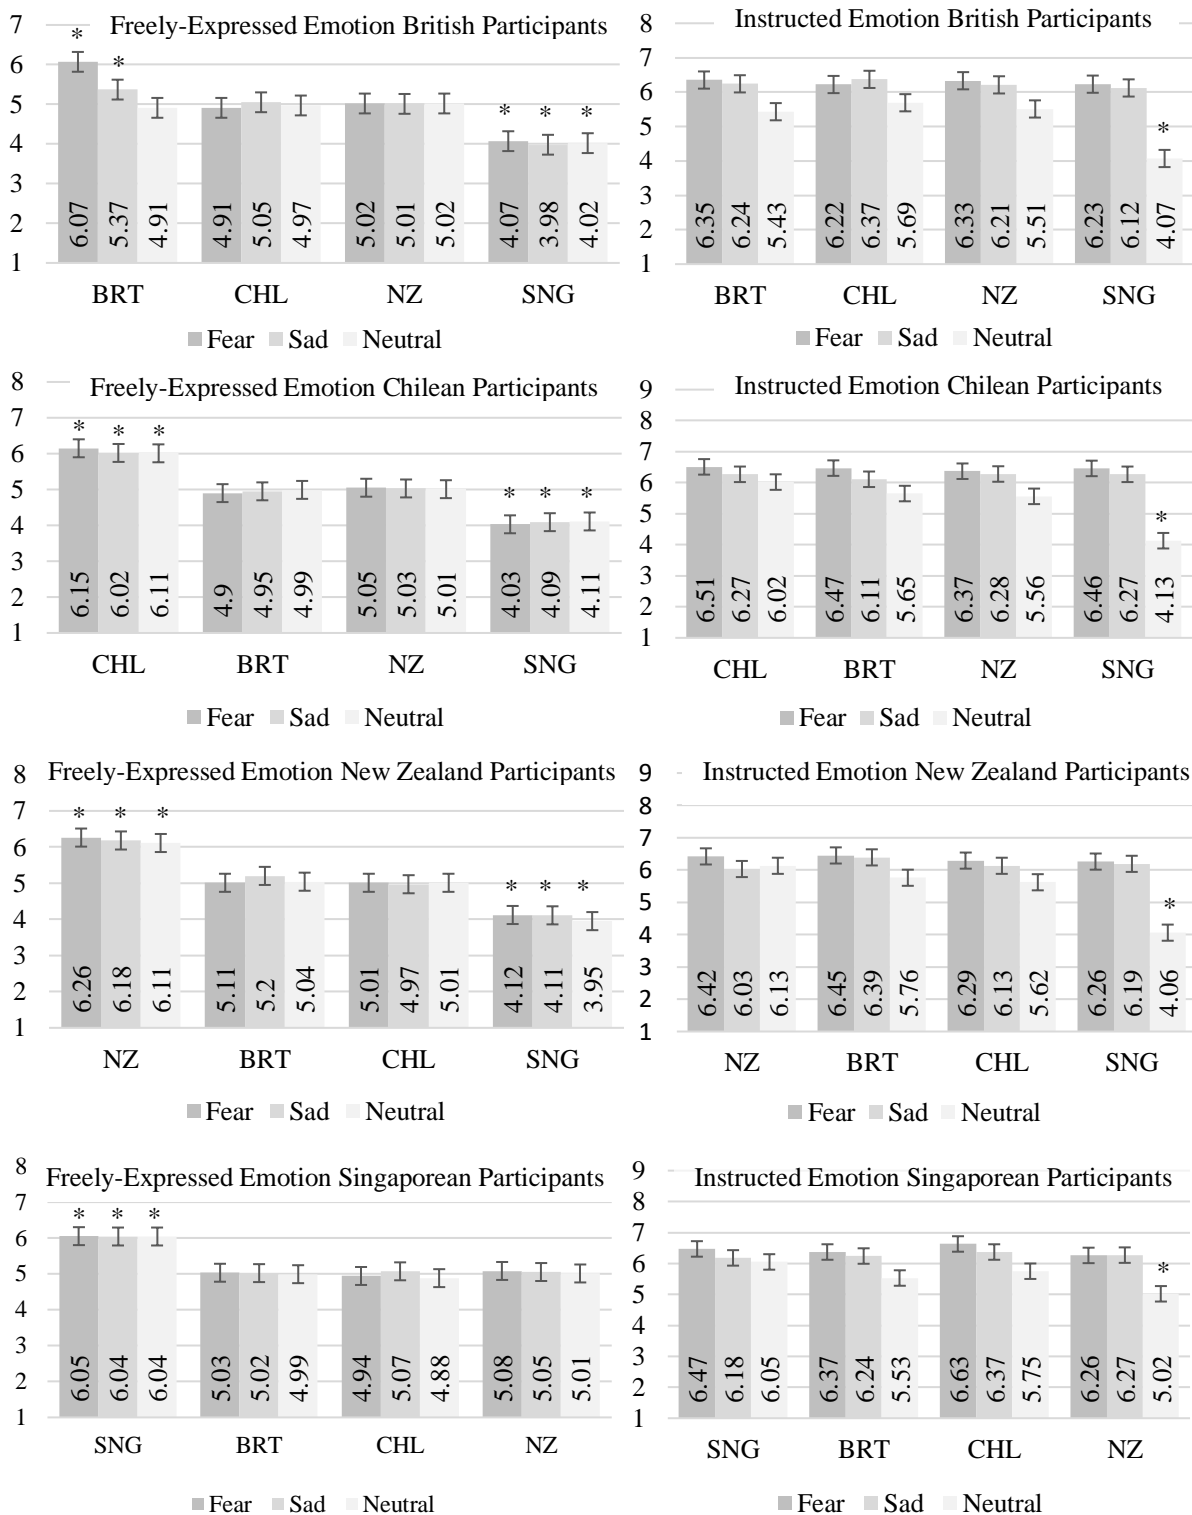 Freely-Expressed Emotion British Participants
7
6
5
4
3
2
1
* *
* * *
6.07 5.37 4.91 4.91 5.05 4.97 5.02 5.01 5.02 4.07 3.98 4.02
BRT CHL NZ SNG
Fear Sad Neutral
Instructed Emotion British Participants
8
7
6
5
4
3
2
1
*
6.35 6.24 5.43 6.22 6.37 5.69 6.33 6.21 5.51 6.23 6.12 4.07
BRT CHL NZ SNG
Fear Sad Neutral
Freely-Expressed Emotion Chilean Participants
8
7
6
5
4
3
2
1
* * *
* * *
6.15 6.02 6.11 4.9 4.95 4.99 5.05 5.03 5.01 4.03 4.09 4.11
CHL BRT NZ SNG
Fear Sad Neutral
Instructed Emotion Chilean Participants
9
8
7
6
5
4
3
2
1
*
6.51 6.27 6.02 6.47 6.11 5.65 6.37 6.28 5.56 6.46 6.27 4.13
CHL BRT NZ SNG
Fear Sad Neutral
Freely-Expressed Emotion New Zealand Participants
8
7
6
5
4
3
2
1
* * *
* * *
6.26 6.18 6.11 5.11 5.2 5.04 5.01 4.97 5.01 4.12 4.11 3.95
NZ BRT CHL SNG
Fear Sad Neutral
Instructed Emotion New Zealand Participants
9
8
7
6
5
4
3
2
1
*
6.42 6.03 6.13 6.45 6.39 5.76 6.29 6.13 5.62 6.26 6.19 4.06
NZ BRT CHL SNG
Fear Sad Neutral
Freely-Expressed Emotion Singaporean Participants
8
7
6
5
4
3
2
1
* * *
6.05 6.04 6.04 5.03 5.02 4.99 4.94 5.07 4.88 5.08 5.05 5.01
SNG BRT CHL NZ
Fear Sad Neutral
Instructed Emotion Singaporean Participants
9
8
7
6
5
4
3
2
1
*
6.47 6.18 6.05 6.37 6.24 5.53 6.63 6.37 5.75 6.26 6.27 5.02
SNG BRT CHL NZ
Fear Sad Neutral